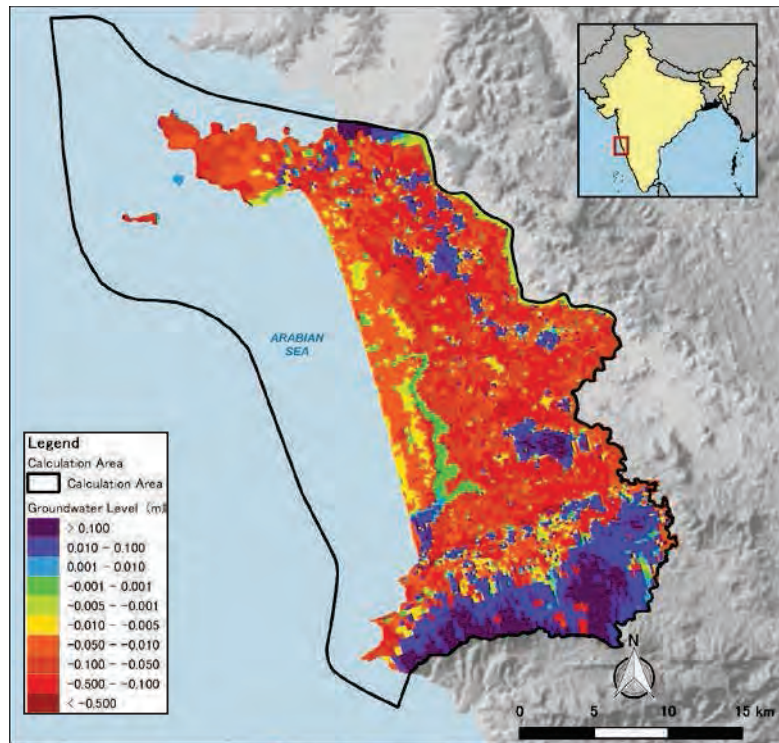 ARABIAN
SEA
Legend
Calculation Area
Calculation Area
Groundwater Level (m)
> 0.100
0.010 - 0.100
0.001 - 0.010
-0.001 - 0.001
-0.005 - -0.001
-0.010 - -0.005
-0.050 - -0.010
-0.100 - -0.050
-0.500 - -0.100
< -0.500
N
0 5 10 15 km